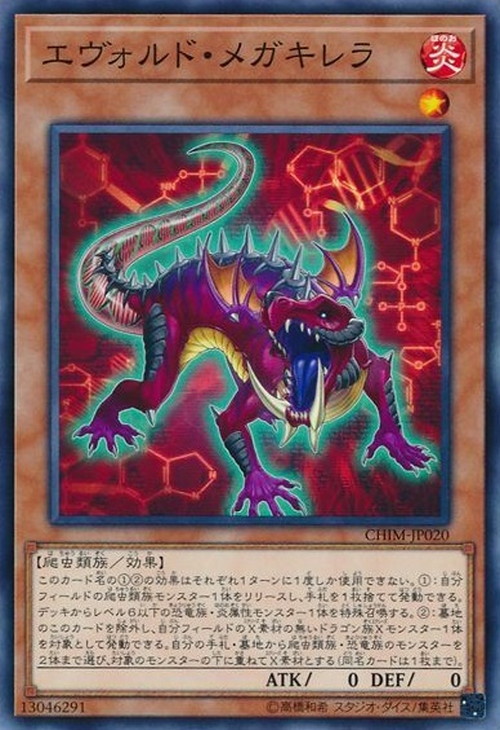 エヴォルド・メガキレラ
炎
CHIM-JP020
【爬虫類族／効果】
このカード名の①②の効果はそれぞれ１ターンに１度しか使用できない。①：自分
フィールドの爬虫類族モンスター１体をリリースし、手札を１枚捨てて発動できる。
デッキからレベル６以下の恐竜族・炎属性モンスター１体を特殊召喚する。②：墓地
のこのカードを除外し、自分フィールドのＸ素材の無いドラゴン族Ｘモンスター１体
を対象として発動できる。自分の手札・墓地から爬虫類族・恐竜族のモンスターを
２体まで選び、対象のモンスターの下に重ねてＸ素材とする（同名カードは１枚まで）。
ATK/ 0 DEF/ 0
13046291 ©高橋和希 スタジオ・ダイス/集英社